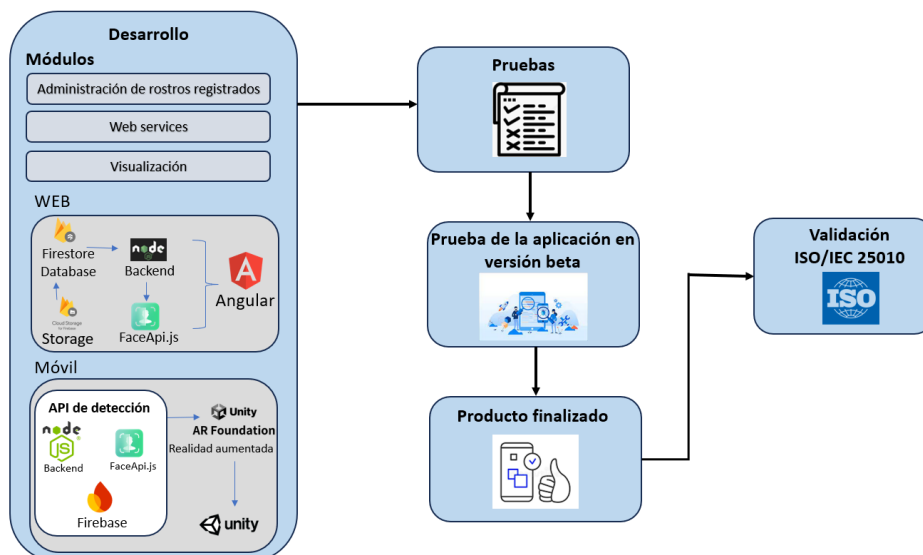 Desarrollo
Módulos
Administración de rostros registrados
Web services
Visualización
WEB
Firestore
Database
node
Backend
Angular
Cloud Storage
for Firebase
Storage
FaceApi.js
Móvil
API de detección
node
JS
Backend
FaceApi.js
Firebase
Unity
AR Foundation
Realidad aumentada
unity
Pruebas
Prueba de la aplicación en
versión beta
Producto finalizado
Validación
ISO/IEC 25010
ISO